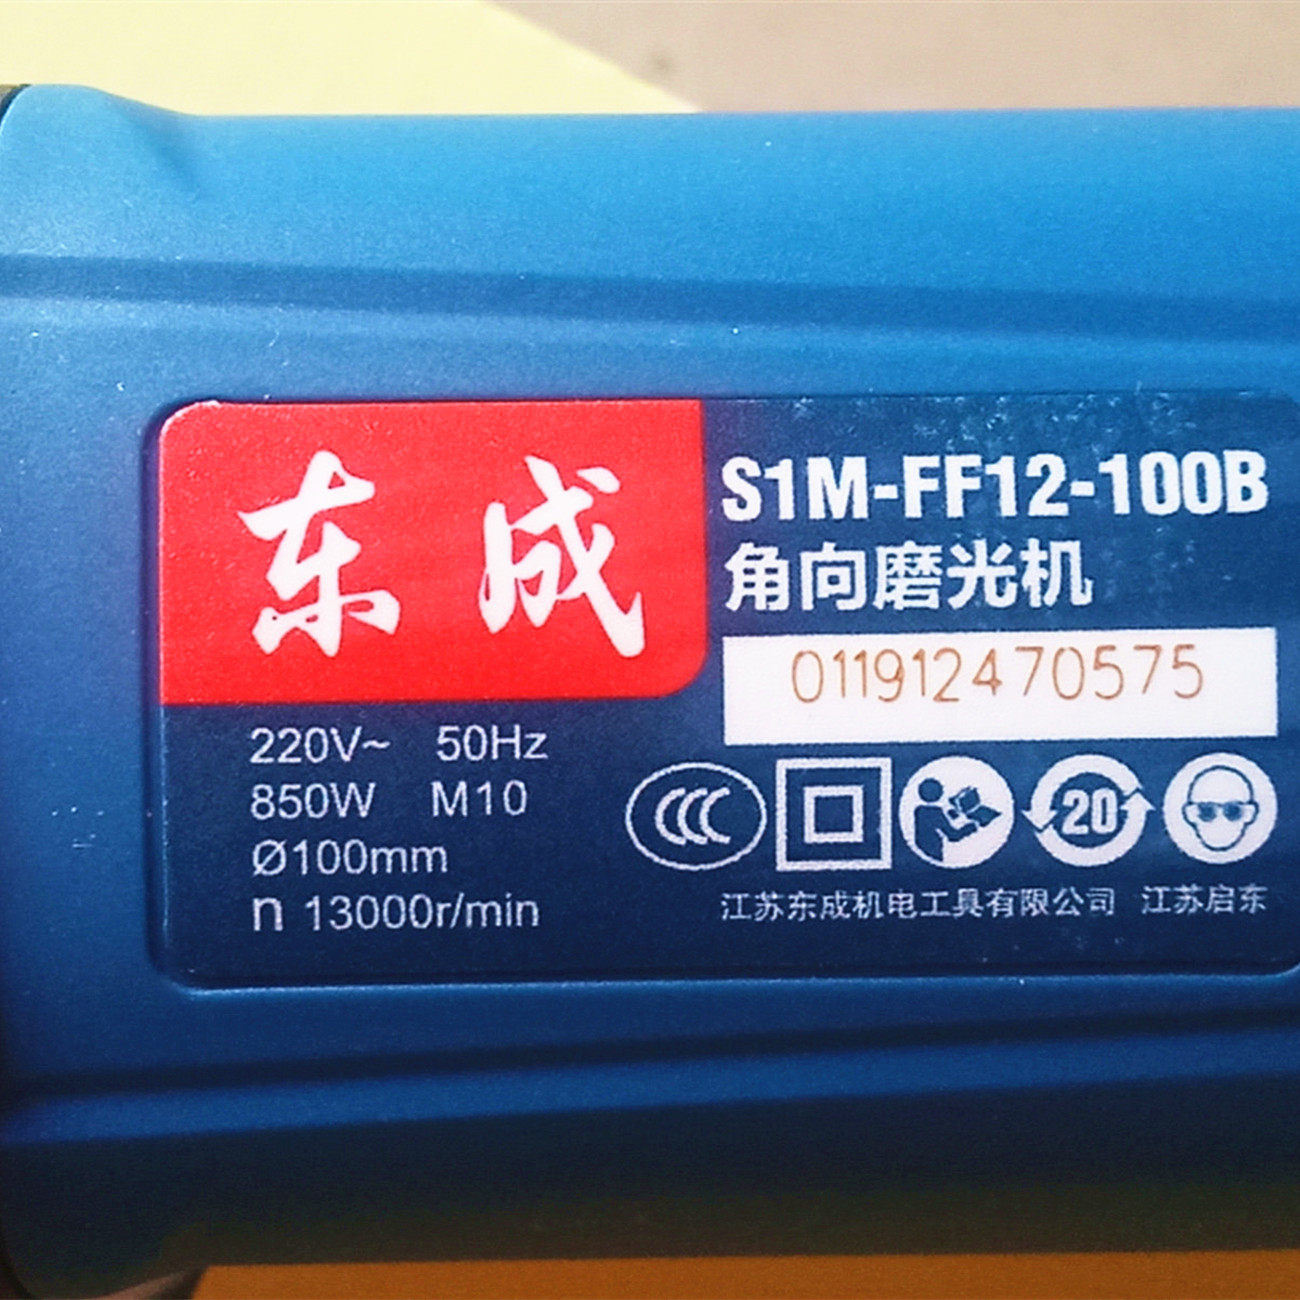 东成
S1M-FF12-100B
角向磨光机
011912470575
220V~ 50Hz
850W M10
Ø100mm
n 13000r/min
CCC
20
江苏东成机电工具有限公司 江苏启东